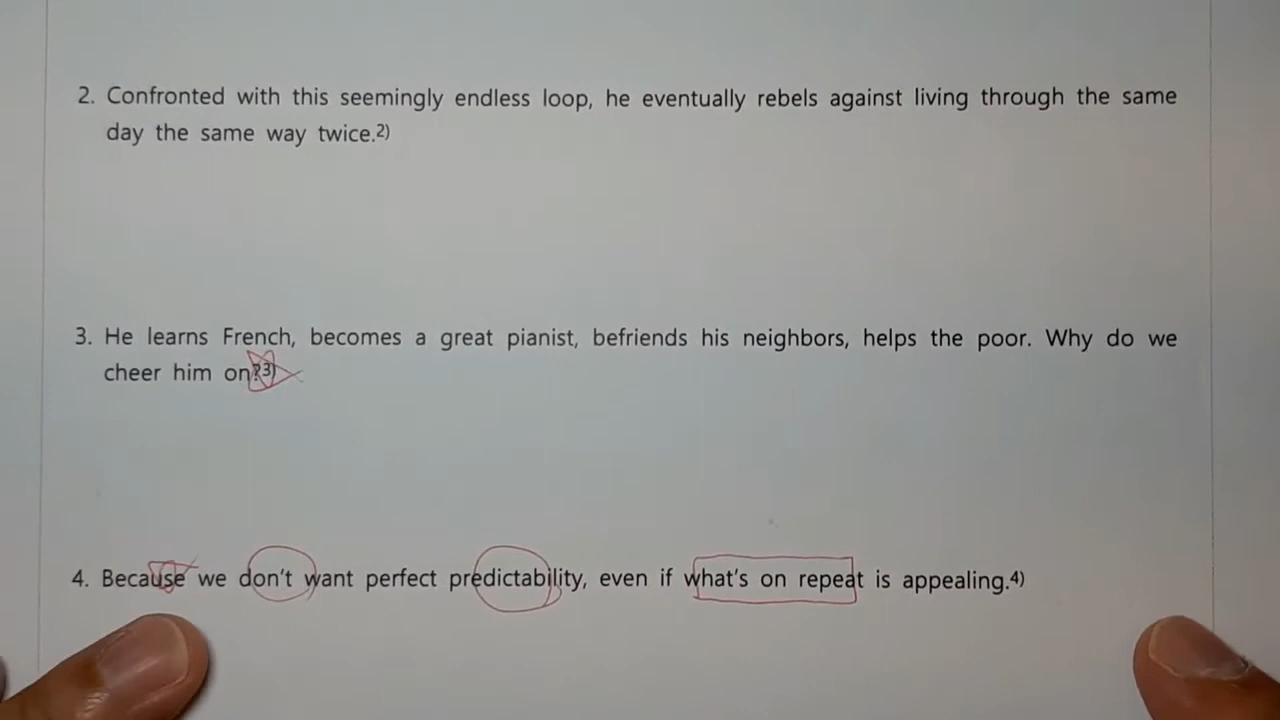 2. Confronted with this seemingly endless loop, he eventually rebels against living through the same
day the same way twice.2)
3. He learns French, becomes a great pianist, befriends his neighbors, helps the poor. Why do we
cheer him on?3)
4. Because we don't want perfect predictability, even if what's on repeat is appealing.4)